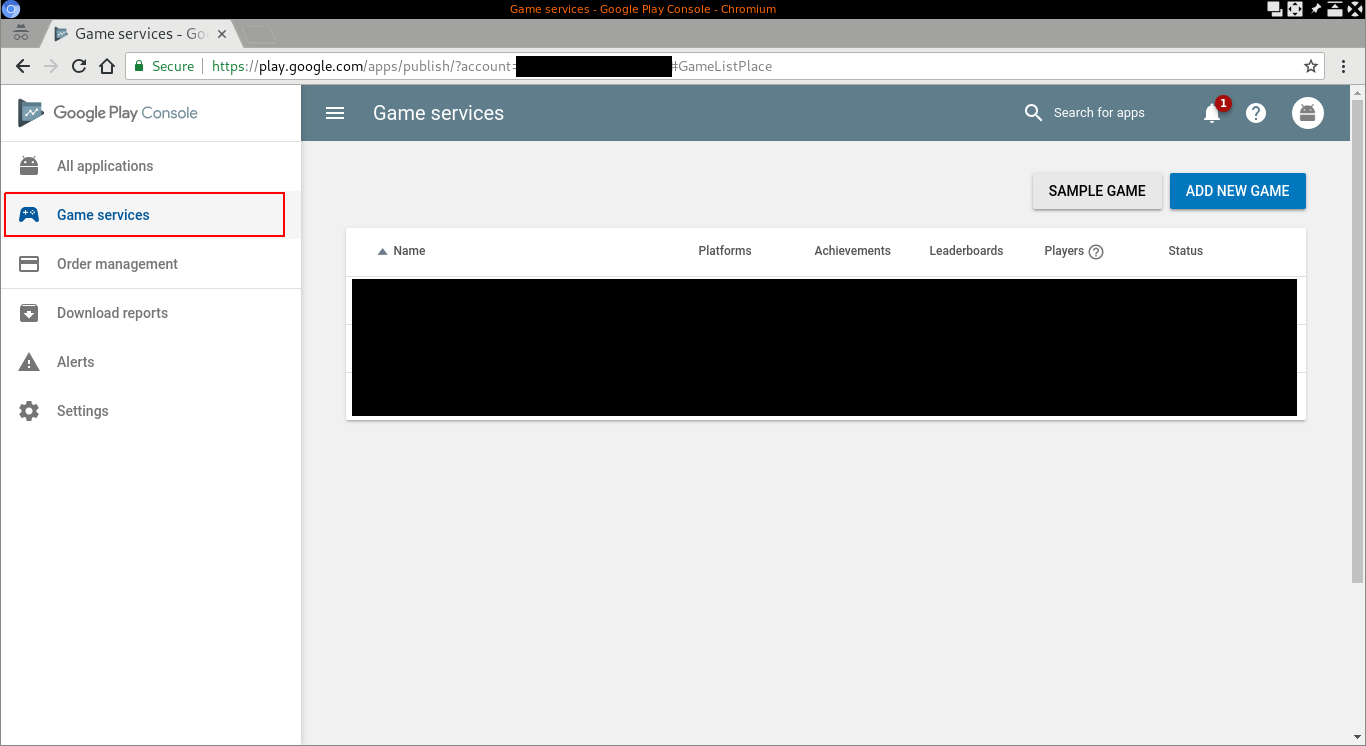 Game services - Google Play Console - Chromium
Game services - Go
Secure https://play.google.com/apps/publish/?account= #GameListPlace
Google Play Console
Game services
Search for apps
1
All applications
Game services
Order management
Download reports
Alerts
Settings
SAMPLE GAME
ADD NEW GAME
Name Platforms Achievements Leaderboards Players ? Status